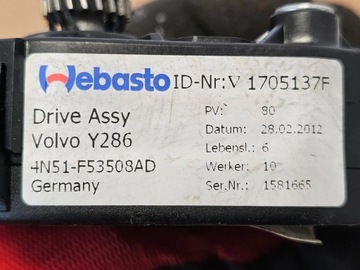 Webasto ID-Nr: V 1705137F
Drive Assy
Volvo Y286
4N51-F53508AD
Germany
PV: 80
Datum: 28.02.2012
Lebensl.: 6
Werker: 10
Ser.Nr.: 1581665